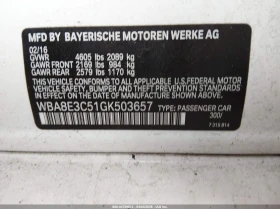 MFD BY BAYERISCHE MOTOREN WERKE AG
02/16
GVWR 4605 lbs 2089 kg
GAWR FRONT 2169 lbs 984 kg
GAWR REAR 2579 lbs 1170 kg
THIS VEHICLE CONFORMS TO ALL APPLICABLE
U.S. FEDERAL MOTOR VEHICLE SAFETY,
BUMPER, AND THEFT PREVENTION STANDARDS
IN EFFECT ON THE DATE OF MANUFACTURE
SHOWN ABOVE.
WBA8E3C51GK503657
TYPE: PASSENGER CAR
300/